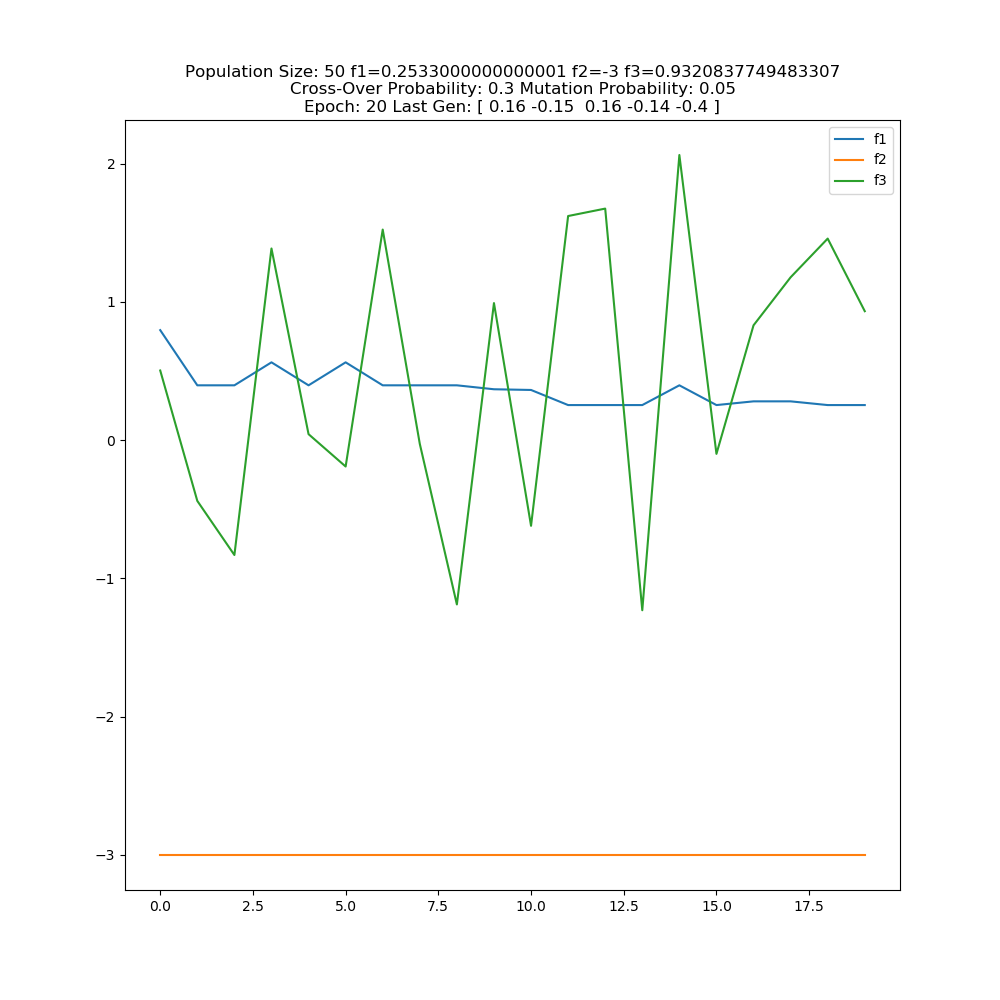 Population Size: 50 f1=0.2533000000000001 f2=-3 f3=0.9320837749483307
Cross-Over Probability: 0.3 Mutation Probability: 0.05
Epoch: 20 Last Gen: [ 0.16 -0.15  0.16 -0.14 -0.4 ]
f1
f2
f3
2
1
0
−1
−2
−3
0.0 2.5 5.0 7.5 10.0 12.5 15.0 17.5